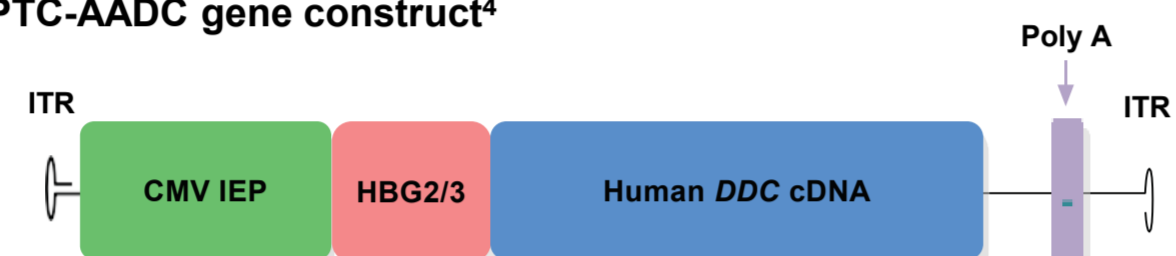 PTC-AADC gene construct⁴
Poly A
ITR
ITR
CMV IEP
HBG2/3
Human DDC cDNA